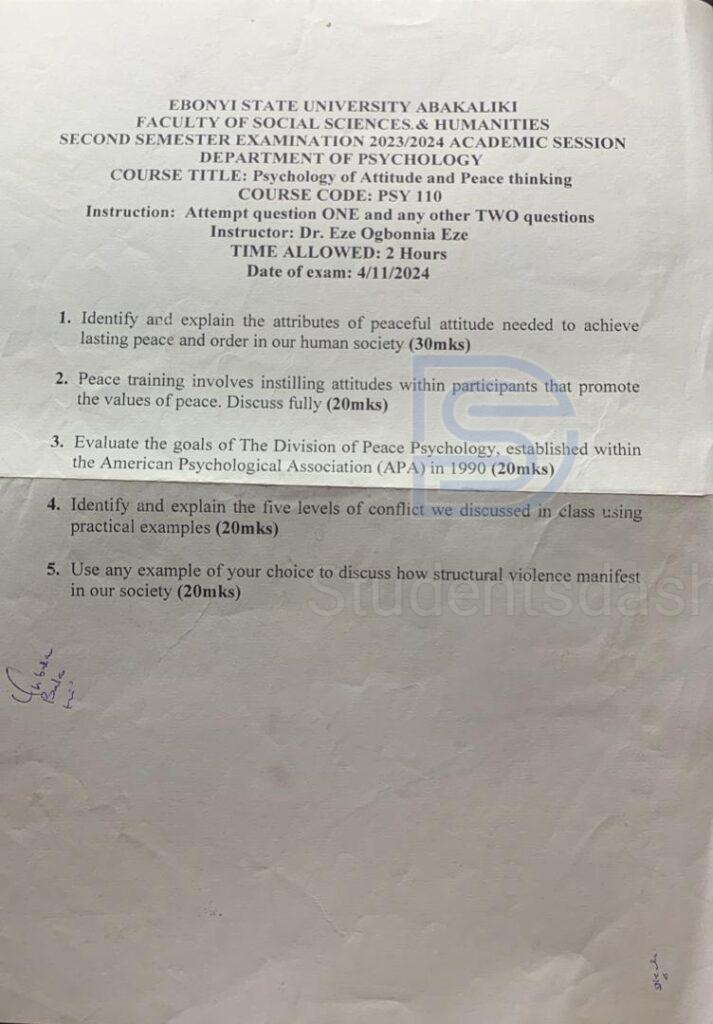 EBONYI STATE UNIVERSITY ABAKALIKI
FACULTY OF SOCIAL SCIENCES.& HUMANITIES
SECOND SEMESTER EXAMINATION 2023/2024 ACADEMIC SESSION
DEPARTMENT OF PSYCHOLOGY
COURSE TITLE: Psychology of Attitude and Peace thinking
COURSE CODE: PSY 110
Instruction: Attempt question ONE and any other TWO questions
Instructor: Dr. Eze Ogbonnia Eze
TIME ALLOWED: 2 Hours
Date of exam: 4/11/2024
1. Identify and explain the attributes of peaceful attitude needed to achieve
lasting peace and order in our human society (30mks)
2. Peace training involves instilling attitudes within participants that promote
the values of peace. Discuss fully (20mks)
3. Evaluate the goals of The Division of Peace Psychology, established within
the American Psychological Association (APA) in 1990 (20mks)
4. Identify and explain the five levels of conflict we discussed in class using
practical examples (20mks)
5. Use any example of your choice to discuss how structural violence manifest
in our society (20mks)
Studentsdash